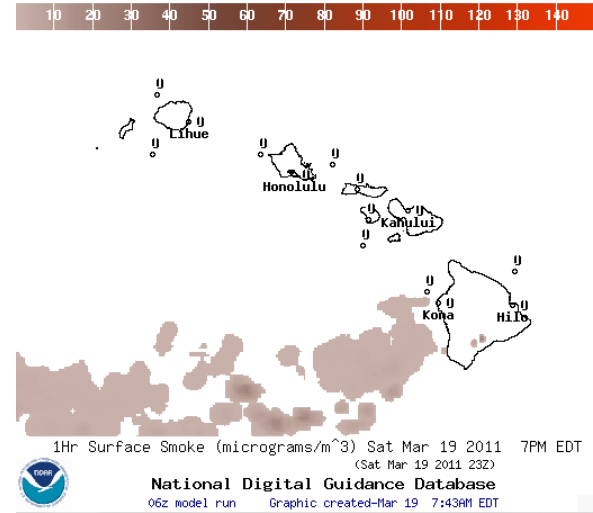 10 20 30 40 50 60 70 80 90 100 110 120 130 140
0
0
Lihue
0
0
0
0
Honolulu
0
0
0
Kahului
0
0
0
0
Kona
0
Hilo
1Hr Surface Smoke (micrograms/m^3) Sat Mar 19 2011 7PM EDT
(Sat Mar 19 2011 23Z)
NOAA
National Digital Guidance Database
06z model run Graphic created-Mar 19 7:43AM EDT